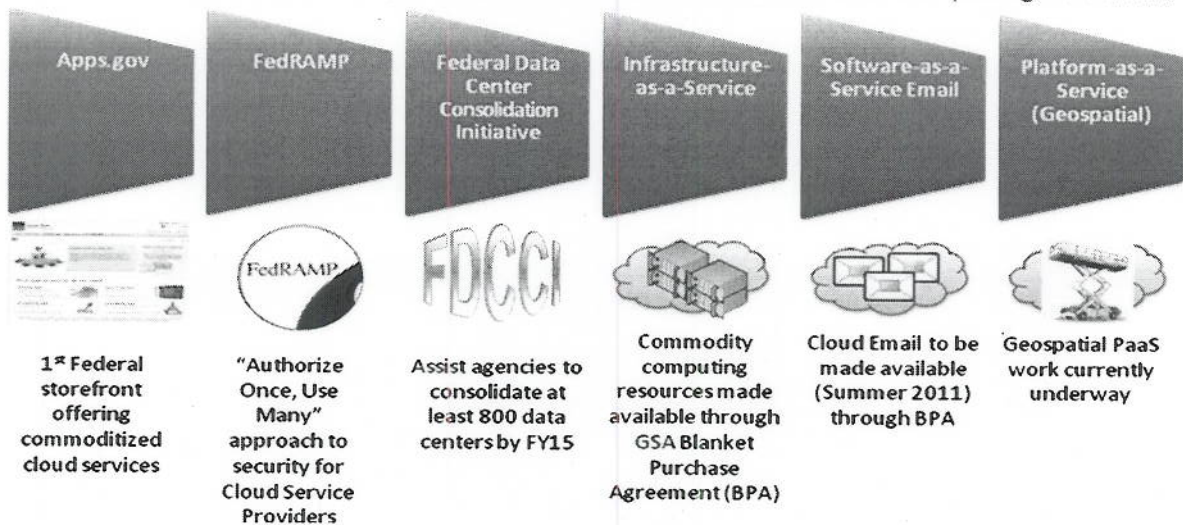 Apps.gov
FedRAMP
Federal Data
Center
Consolidation
Initiative
Infrastructure-
as-a-Service
Software-as-a-
Service Email
Platform-as-a-
Service
(Geospatial)
FedRAMP
FDCCI
1st Federal
storefront
offering
commoditized
cloud services
"Authorize
Once, Use
Many"
approach to
security for
Cloud Service
Providers
Assist agencies to
consolidate at
least 800 data
centers by FY15
Commodity
computing
resources made
available through
GSA Blanket
Purchase
Agreement (BPA)
Cloud Email to be
made available
(Summer 2011)
through BPA
Geospatial PaaS
work currently
underway